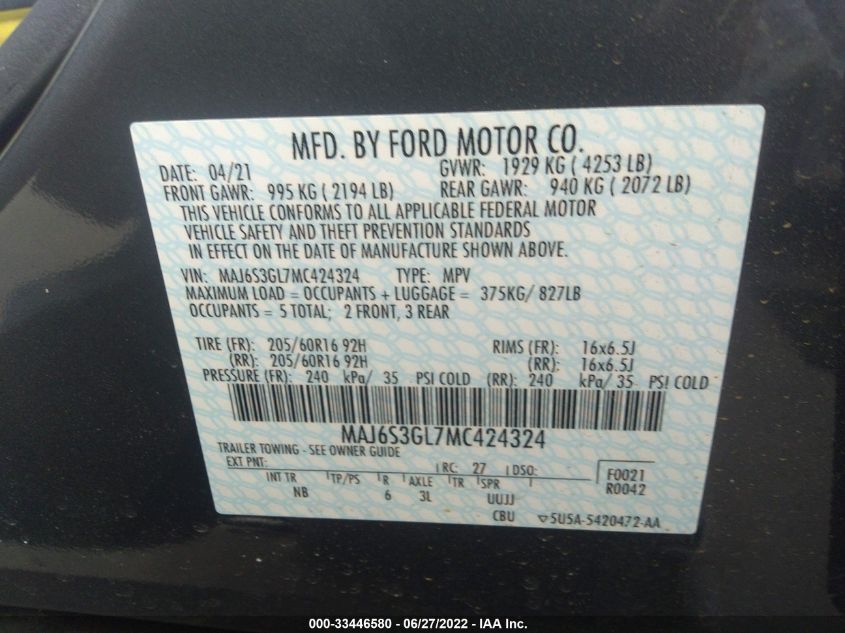 MFD. BY FORD MOTOR CO.
DATE: 04/21 GVWR: 1929 KG ( 4253 LB)
FRONT GAWR: 995 KG ( 2194 LB) REAR GAWR: 940 KG ( 2072 LB)
THIS VEHICLE CONFORMS TO ALL APPLICABLE FEDERAL MOTOR
VEHICLE SAFETY AND THEFT PREVENTION STANDARDS
IN EFFECT ON THE DATE OF MANUFACTURE SHOWN ABOVE.
VIN: MAJ6S3GL7MC424324 TYPE: MPV
MAXIMUM LOAD = OCCUPANTS + LUGGAGE = 375KG/ 827LB
OCCUPANTS = 5 TOTAL; 2 FRONT, 3 REAR
TIRE (FR): 205/60R16 92H RIMS (FR): 16x6.5J
(RR): 205/60R16 92H (RR): 16x6.5J
PRESSURE (FR): 240 kPa/ 35 PSI COLD (RR): 240 kPa/ 35 PSI COLD
MAJ6S3GL7MC424324
TRAILER TOWING - SEE OWNER GUIDE
EXT PNT: RC: 27 DSO: F0021
R0042
INT TR TP/PS R AXLE TR SPR
NB 6 3L UUJJ
CBU ▽5U5A-5420472-AA
000-33446580 - 06/27/2022 - IAA Inc.